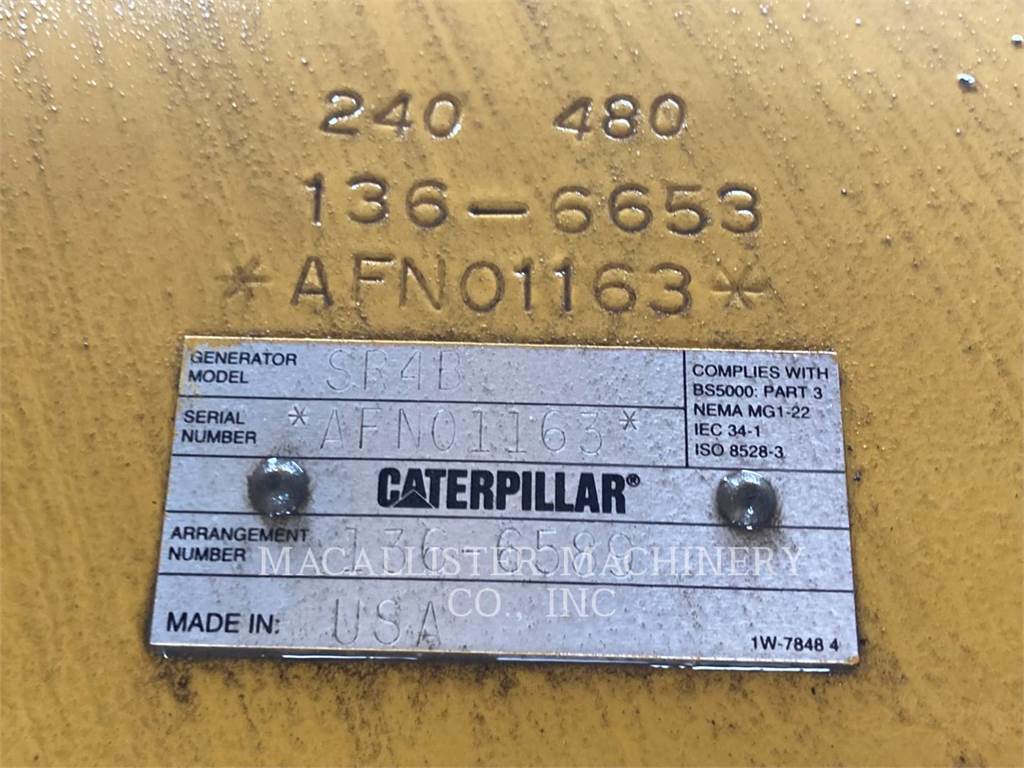 240 480
136-6653
*AFN01163*
GENERATOR MODEL SR4B
SERIAL NUMBER *AFN01163*
COMPLIES WITH
BS5000: PART 3
NEMA MG1-22
IEC 34-1
ISO 8528-3
CATERPILLAR®
ARRANGEMENT NUMBER
MACALLISTER MACHINERY
CO., INC
MADE IN: USA
1W-7848 4